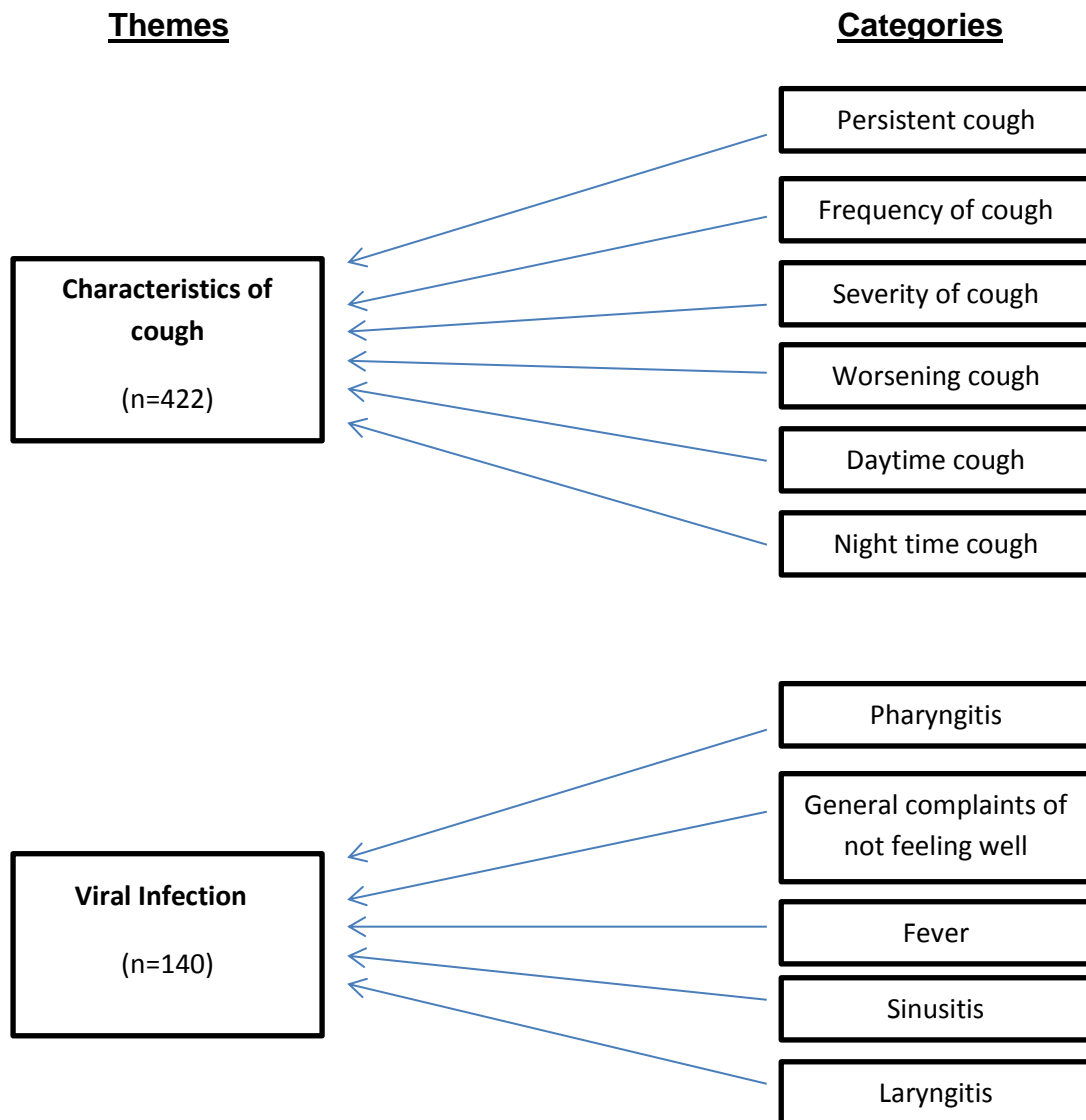 Themes
Categories
Persistent cough
Frequency of cough
Characteristics of
cough
(n=422)
Severity of cough
Worsening cough
Daytime cough
Night time cough
Pharyngitis
General complaints of
not feeling well
Viral Infection
(n=140)
Fever
Sinusitis
Laryngitis